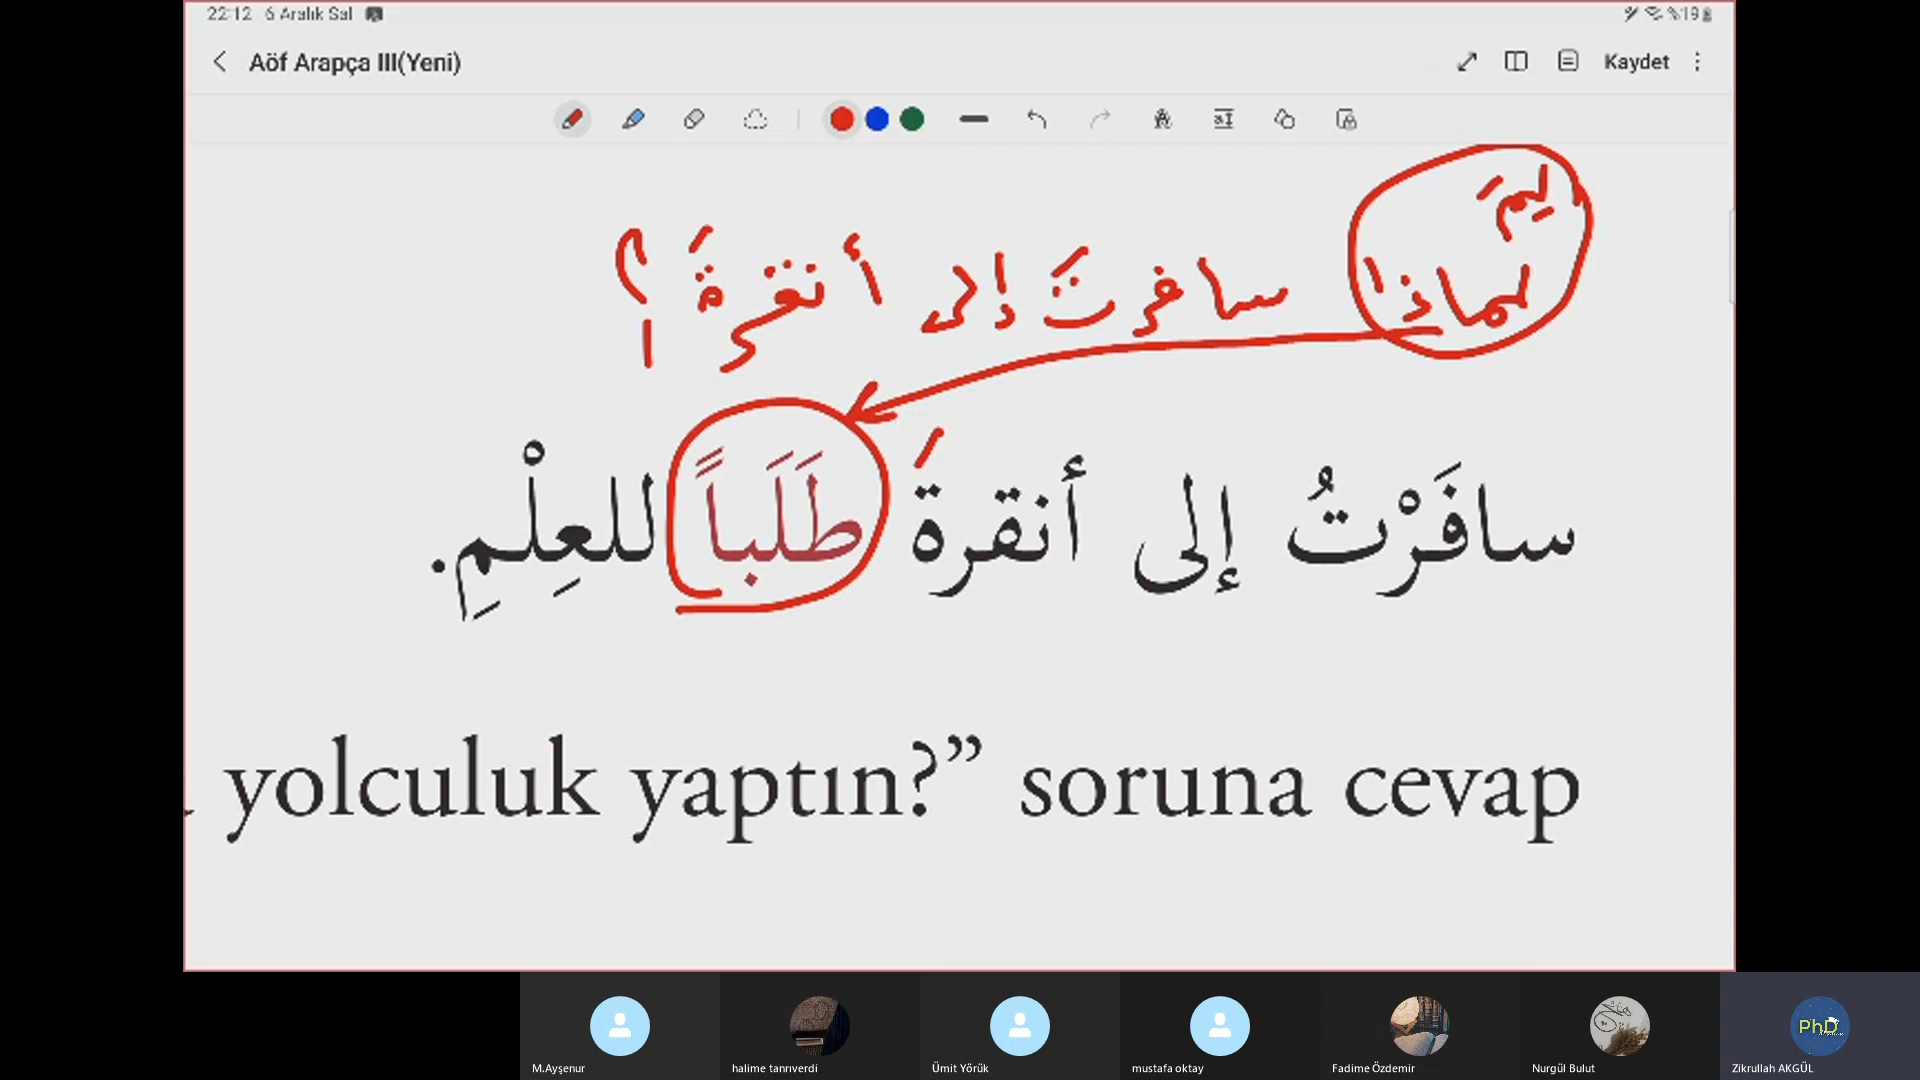 22:12 6 Aralık Sal %19
Aöf Arapça III(Yeni) Kaydet
لِمَ
لماذا سافرتَ إلى أنقرةَ ؟
سافَرْتُ إلى أنقرةَ طَلَباً للعِلْمِ.
yolculuk yaptın?” soruna cevap
M.Ayşenur halime tanrıverdi Ümit Yörük mustafa oktay Fadime Özdemir Nurgül Bulut Zikrullah AKGÜL
PhD